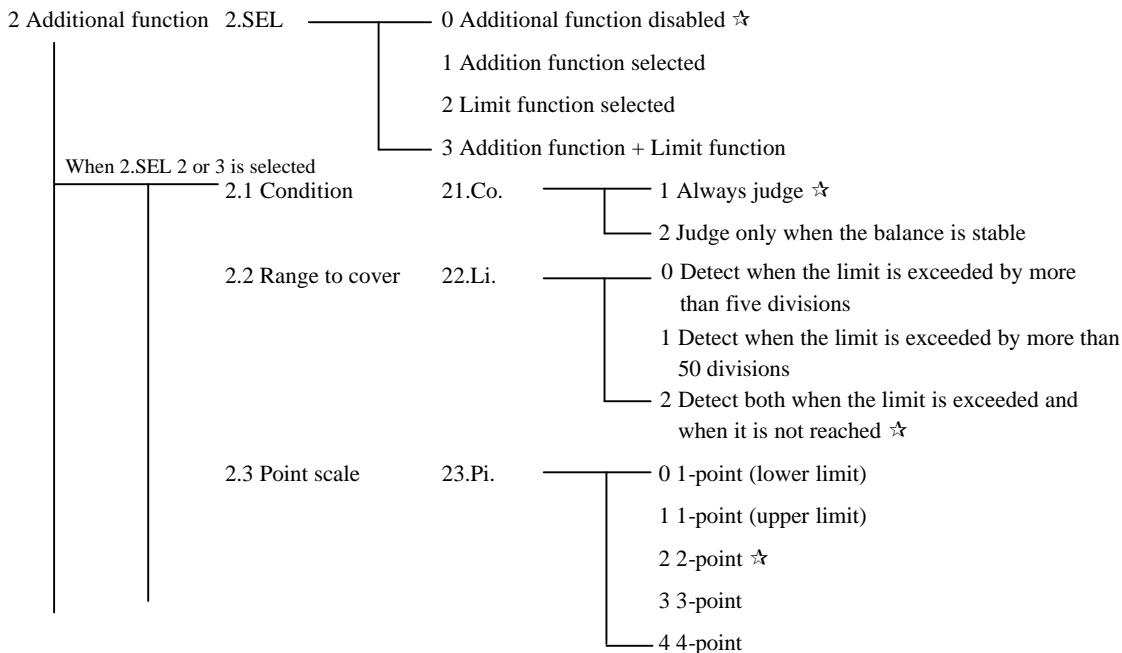 2 Additional function 2.SEL 0 Additional function disabled ☆
1 Addition function selected
2 Limit function selected
3 Addition function + Limit function
When 2.SEL 2 or 3 is selected
2.1 Condition 21.Co. 1 Always judge ☆
2 Judge only when the balance is stable
2.2 Range to cover 22.Li. 0 Detect when the limit is exceeded by more
than five divisions
1 Detect when the limit is exceeded by more than
50 divisions
2 Detect both when the limit is exceeded and
when it is not reached ☆
2.3 Point scale 23.Pi. 0 1-point (lower limit)
1 1-point (upper limit)
2 2-point ☆
3 3-point
4 4-point